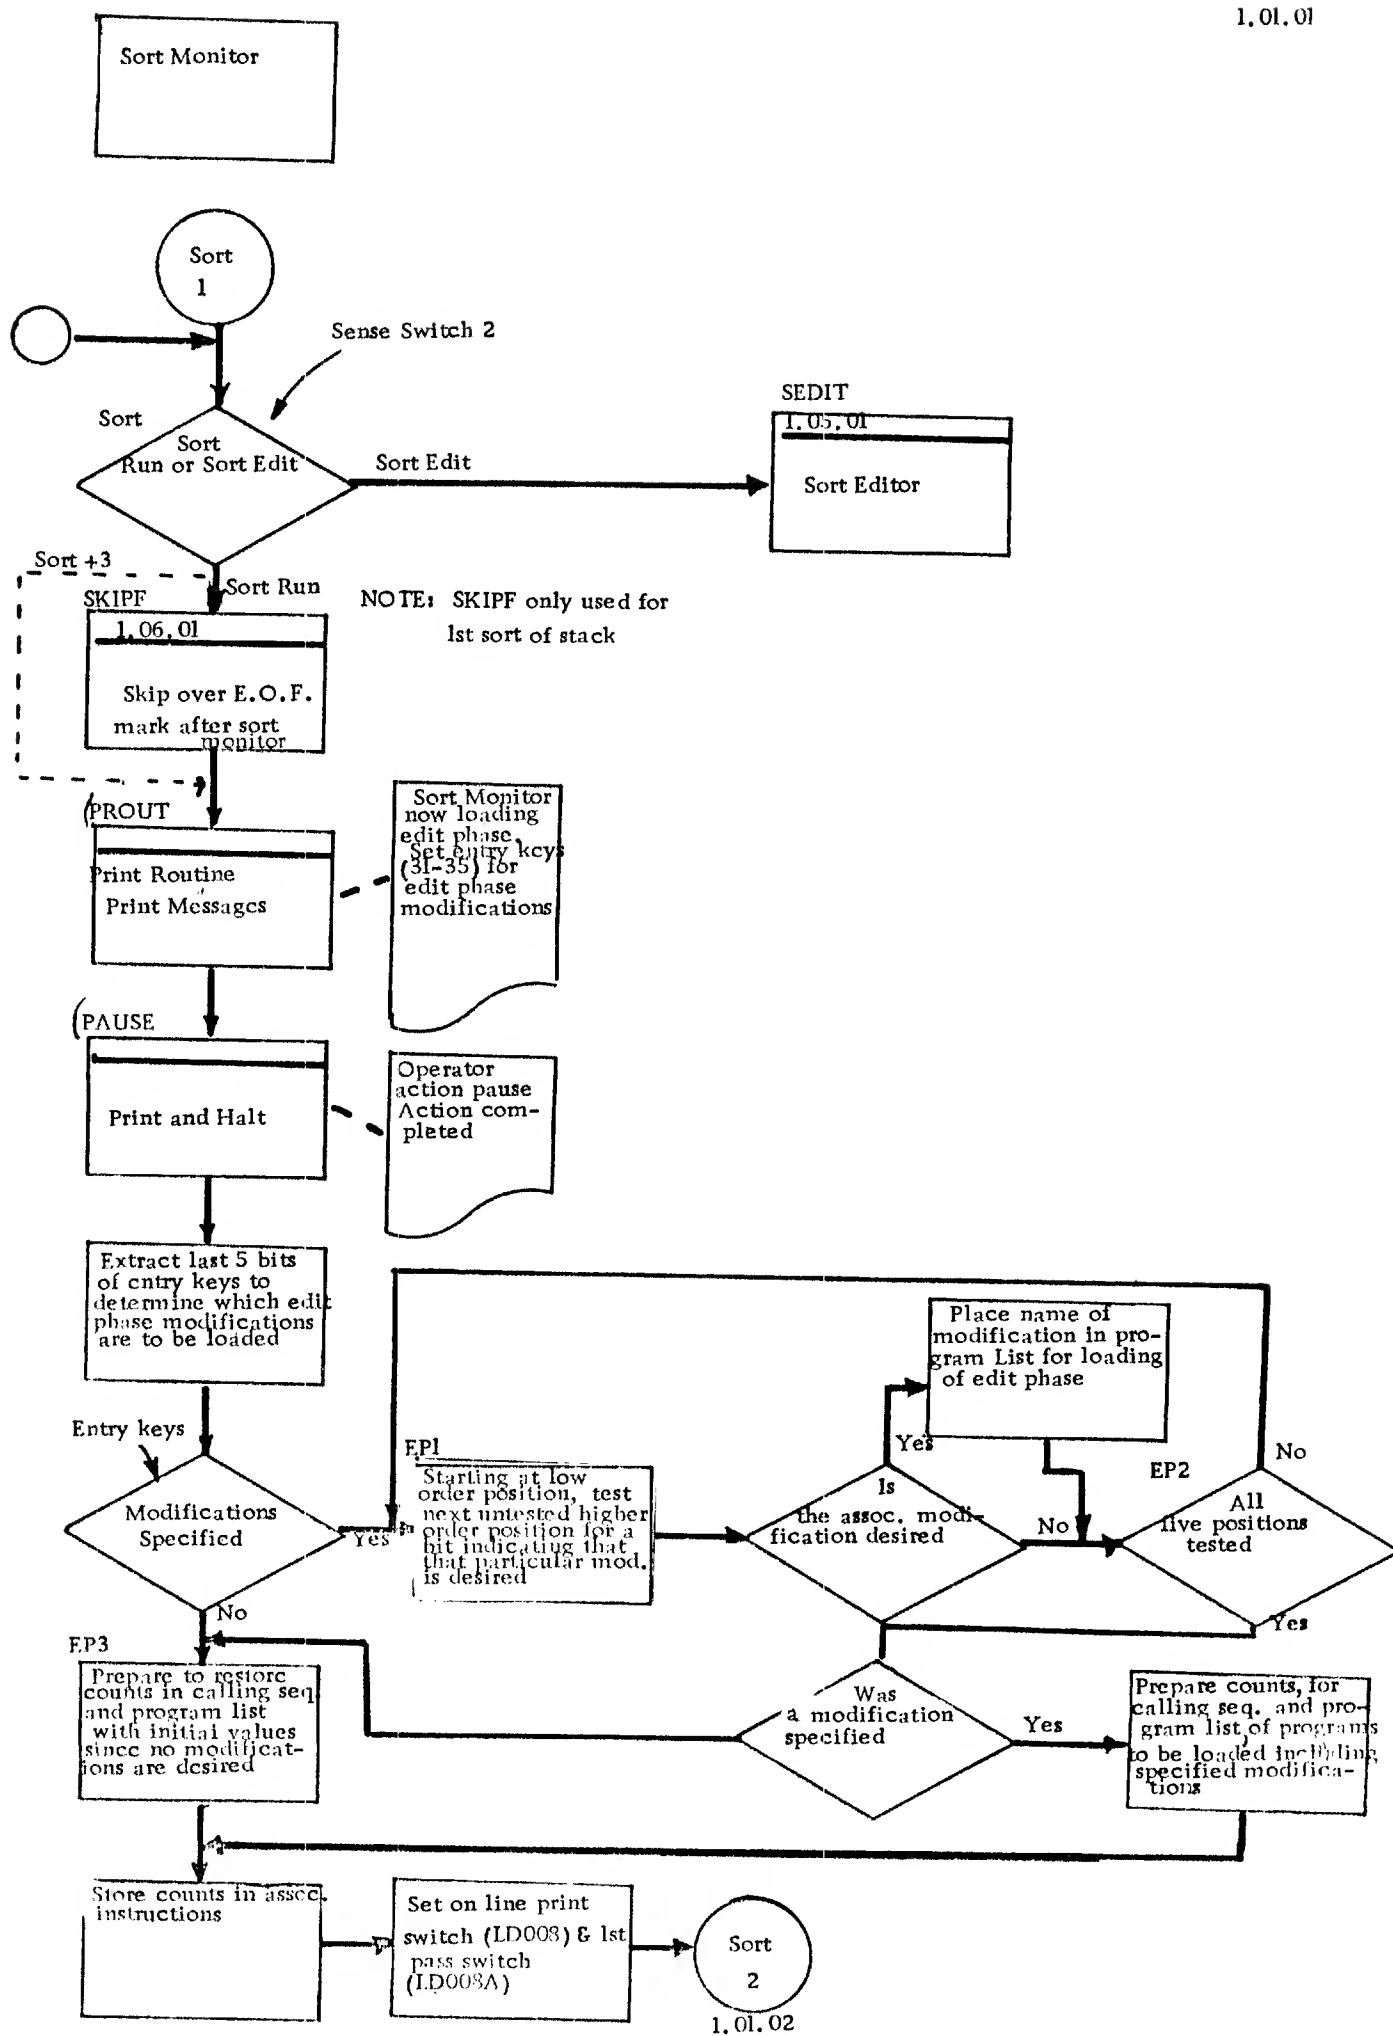 1.01.01
Sort Monitor
Sort
1
Sense Switch 2
Sort
Sort
Run or Sort Edit
Sort Edit
SEDIT
1.05.01
Sort Editor
Sort +3
Sort Run
SKIPF
1.06.01
Skip over E.O.F.
mark after sort
monitor
NOTE: SKIPF only used for
1st sort of stack
(PROUT
Print Routine
Print Messages
Sort Monitor
now loading
edit phase.
Set entry keys
(31-35) for
edit phase
modifications
(PAUSE
Print and Halt
Operator
action pause
Action com-
pleted
Extract last 5 bits
of entry keys to
determine which edit
phase modifications
are to be loaded
Entry keys
Modifications
Specified
Yes
No
EP1
Starting at low
order position, test
next untested higher
order position for a
bit indicating that
that particular mod.
is desired
Is
the assoc. modi-
fication desired
Yes
No
Place name of
modification in pro-
gram List for loading
of edit phase
EP2
All
five positions
tested
No
Yes
EP3
Prepare to restore
counts in calling seq.
and program list
with initial values
since no modificat-
ions are desired
Was
a modification
specified
Yes
Prepare counts, for
calling seq. and pro-
gram list, of programs
to be loaded including
specified modifica-
tions
Store counts in assoc.
instructions
Set on line print
switch (LD008) & 1st
pass switch
(LD008A)
Sort
2
1.01.02